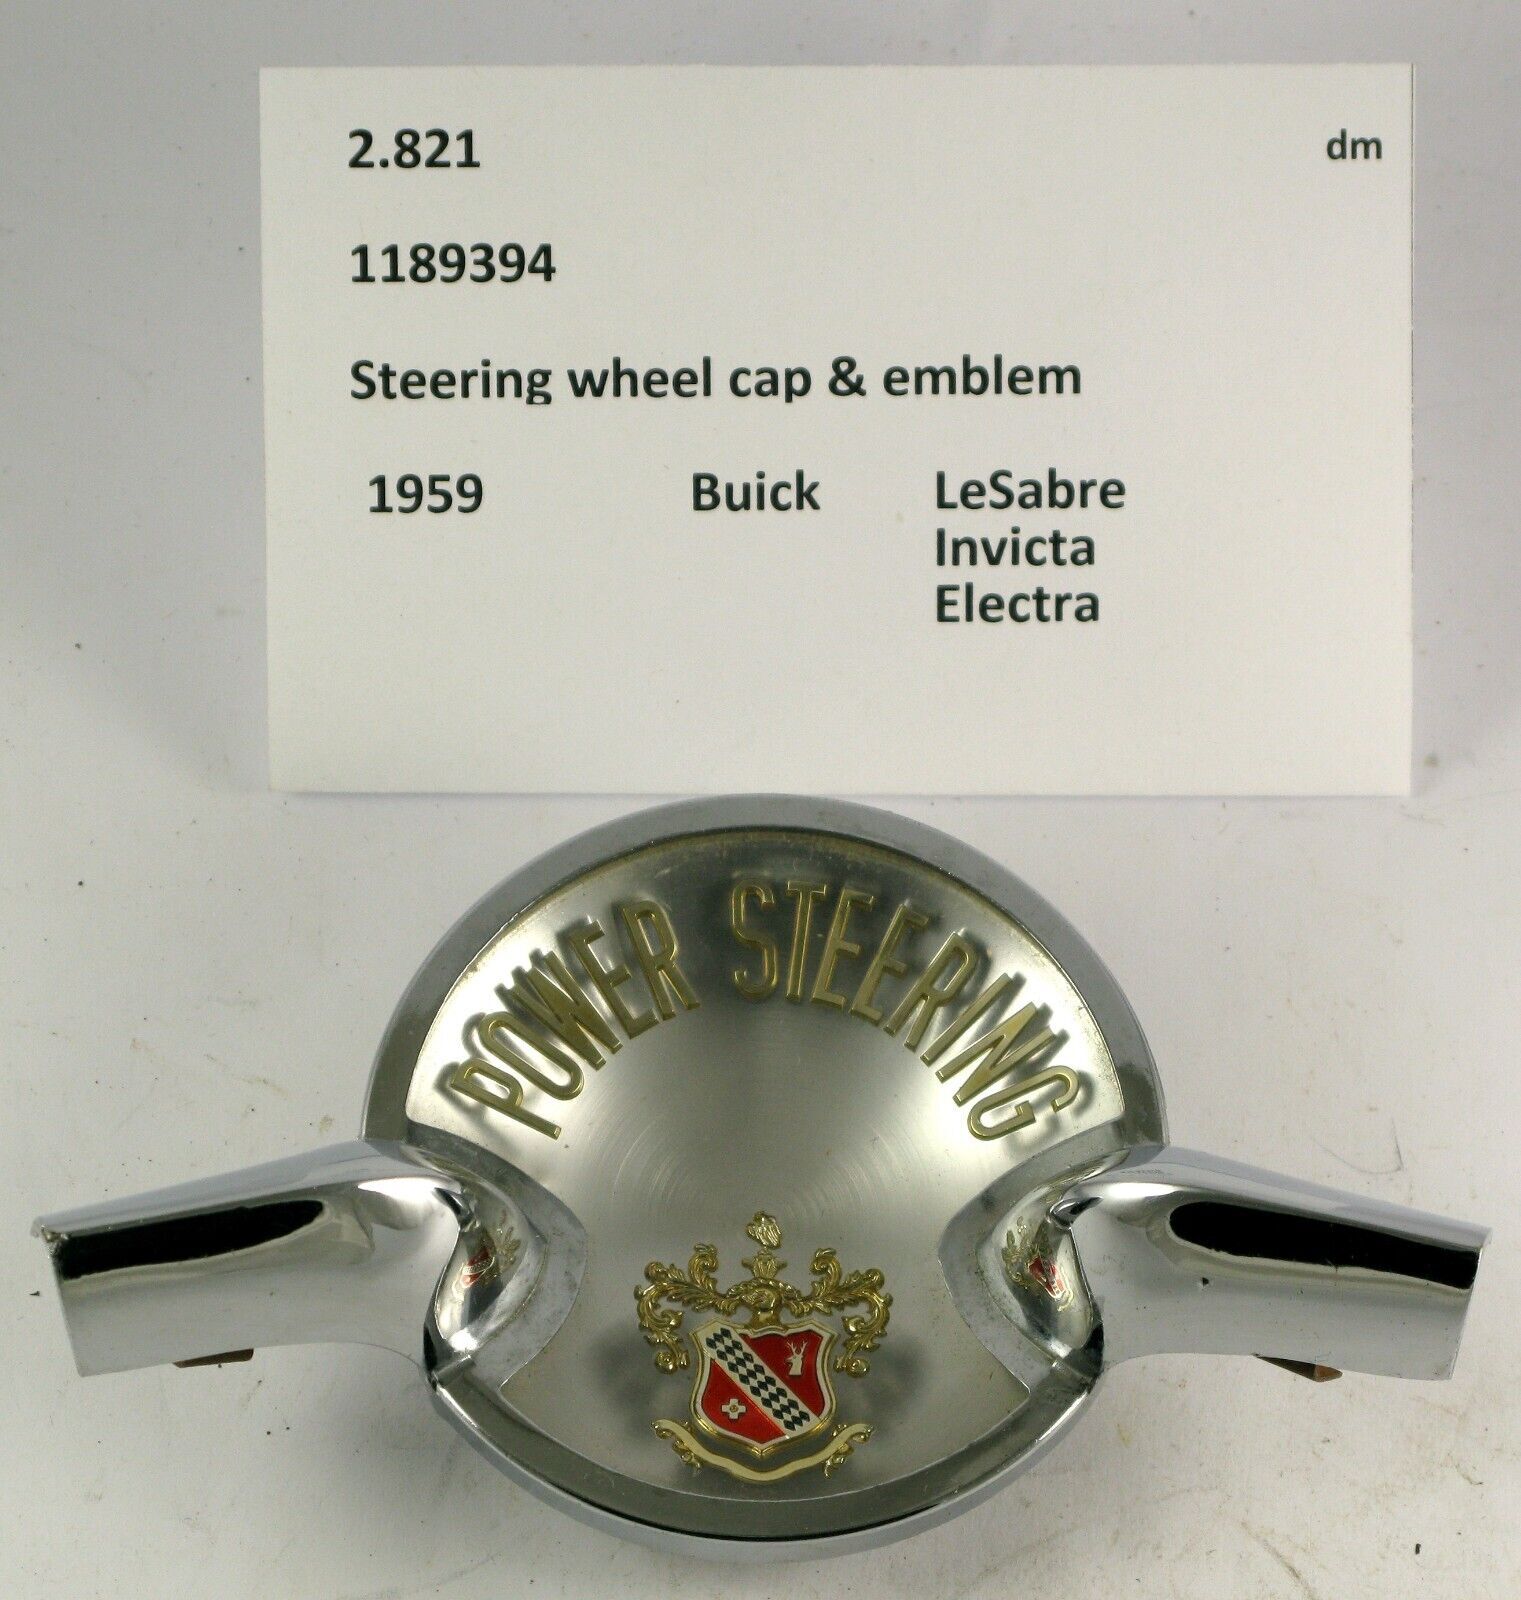 2.821 dm
1189394
Steering wheel cap & emblem
1959 Buick LeSabre
Invicta
Electra
POWER STEERING